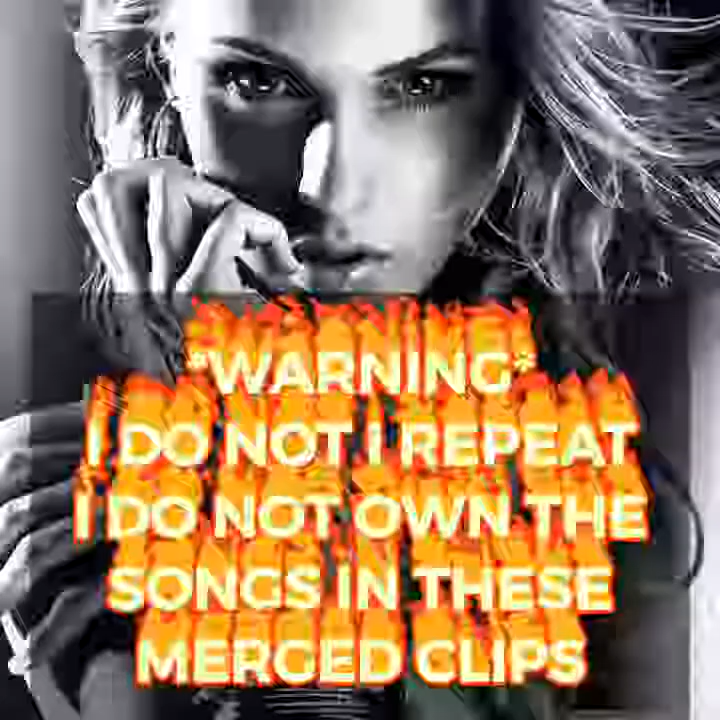 *WARNING*
I DO NOT I REPEAT
I DO NOT OWN THE
SONGS IN THESE
MERGED CLIPS